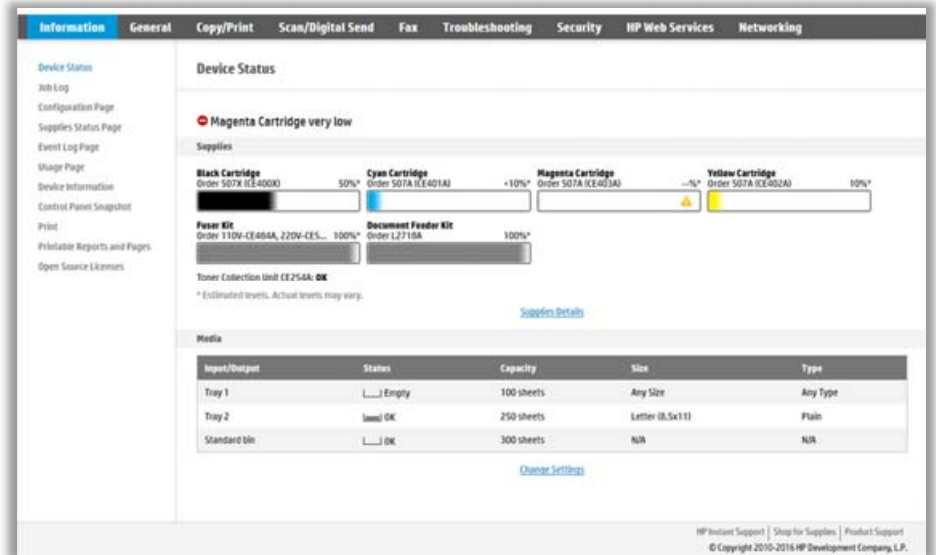 Information General Copy/Print Scan/Digital Send Fax Troubleshooting Security HP Web Services Networking
Device Status
Job Log
Configuration Page
Supplies Status Page
Event Log Page
Usage Page
Device Information
Control Panel Snapshot
Print
Printable Reports and Pages
Open Source Licenses
Device Status
Magenta Cartridge very low
Supplies
Black Cartridge
Order 507X (CE400X) 50%*
Cyan Cartridge
Order 507A (CE401A) <10%*
Magenta Cartridge
Order 507A (CE403A) --%*
Yellow Cartridge
Order 507A (CE402A) 10%*
Fuser Kit
Order 110V-CE484A, 220V-CE5... 100%*
Document Feeder Kit
Order L2718A 100%*
Toner Collection Unit CE254A: OK
* Estimated levels. Actual levels may vary.
Supplies Details
Media
Input/Output Status Capacity Size Type
Tray 1 Empty 100 sheets Any Size Any Type
Tray 2 OK 250 sheets Letter (8.5x11) Plain
Standard bin OK 300 sheets N/A N/A
Change Settings
HP Instant Support | Shop for Supplies | Product Support
© Copyright 2010-2016 HP Development Company, L.P.